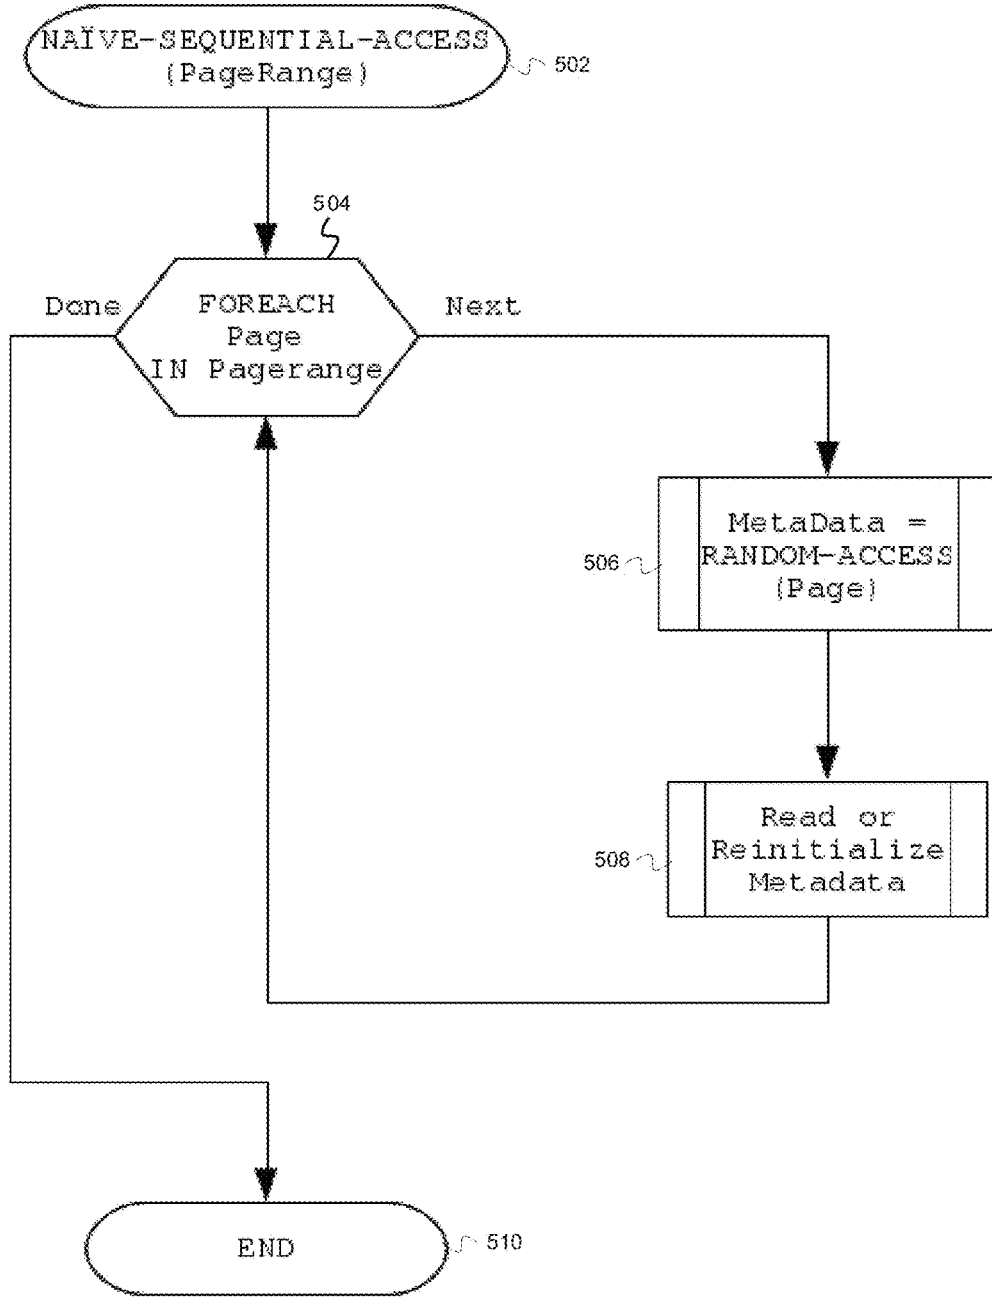 NAÏVE-SEQUENTIAL-ACCESS
(PageRange)
502
504
Done
FOREACH
Page
IN Pagerange
Next
506
MetaData =
RANDOM-ACCESS
(Page)
508
Read or
Reinitialize
Metadata
END
510